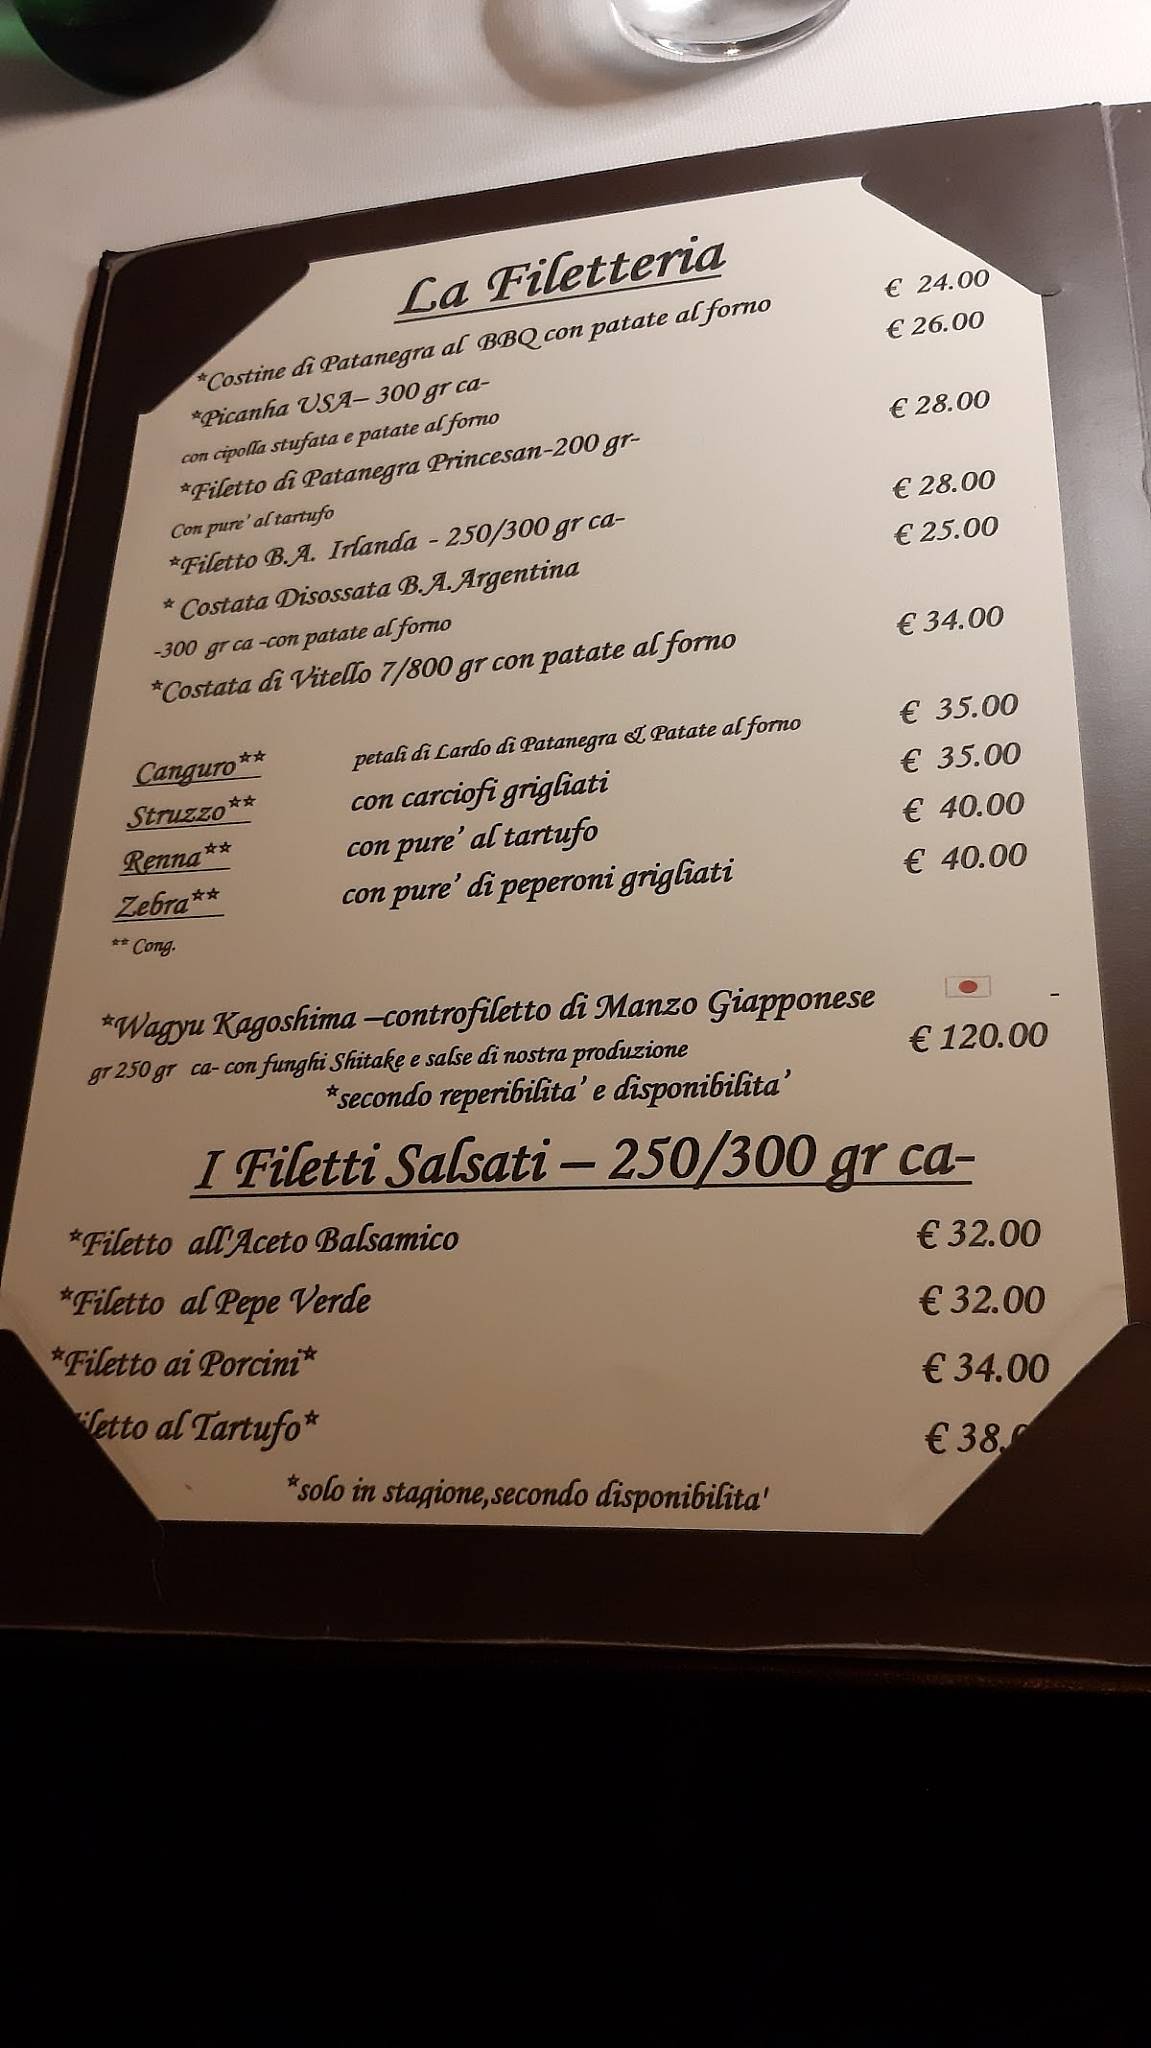 La Filetteria
*Costine di Patanegra al BBQ con patate al forno € 24.00
*Picanha USA– 300 gr ca- € 26.00
con cipolla stufata e patate al forno
*Filetto di Patanegra Princesan-200 gr- € 28.00
Con pure' al tartufo
*Filetto B.A. Irlanda - 250/300 gr ca- € 28.00
* Costata Disossata B.A.Argentina € 25.00
-300 gr ca -con patate al forno
*Costata di Vitello 7/800 gr con patate al forno € 34.00
Canguro** petali di Lardo di Patanegra & Patate al forno € 35.00
Struzzo** con carciofi grigliati € 35.00
Renna** con pure' al tartufo € 40.00
Zebra** con pure' di peperoni grigliati € 40.00
** Cong.
*Wagyu Kagoshima –controfiletto di Manzo Giapponese -
gr 250 gr ca- con funghi Shitake e salse di nostra produzione € 120.00
*secondo reperibilita' e disponibilita'
I Filetti Salsati – 250/300 gr ca-
*Filetto all'Aceto Balsamico € 32.00
*Filetto al Pepe Verde € 32.00
*Filetto ai Porcini* € 34.00
iletto al Tartufo* € 38.
*solo in stagione,secondo disponibilita'